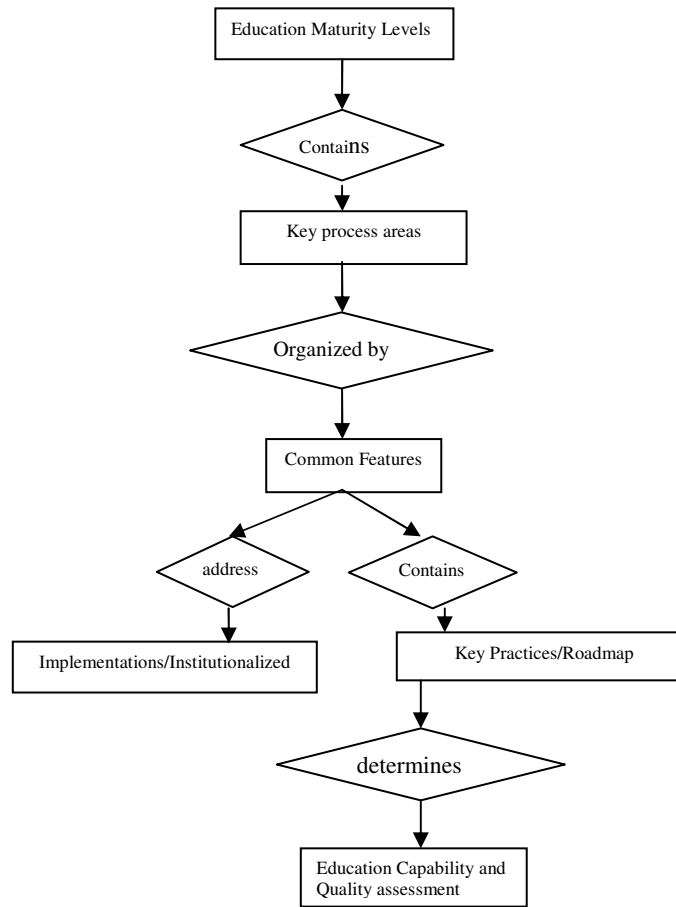 Education Maturity Levels
Contains
Key process areas
Organized by
Common Features
address
Contains
Implementations/Institutionalized
Key Practices/Roadmap
determines
Education Capability and
Quality assessment